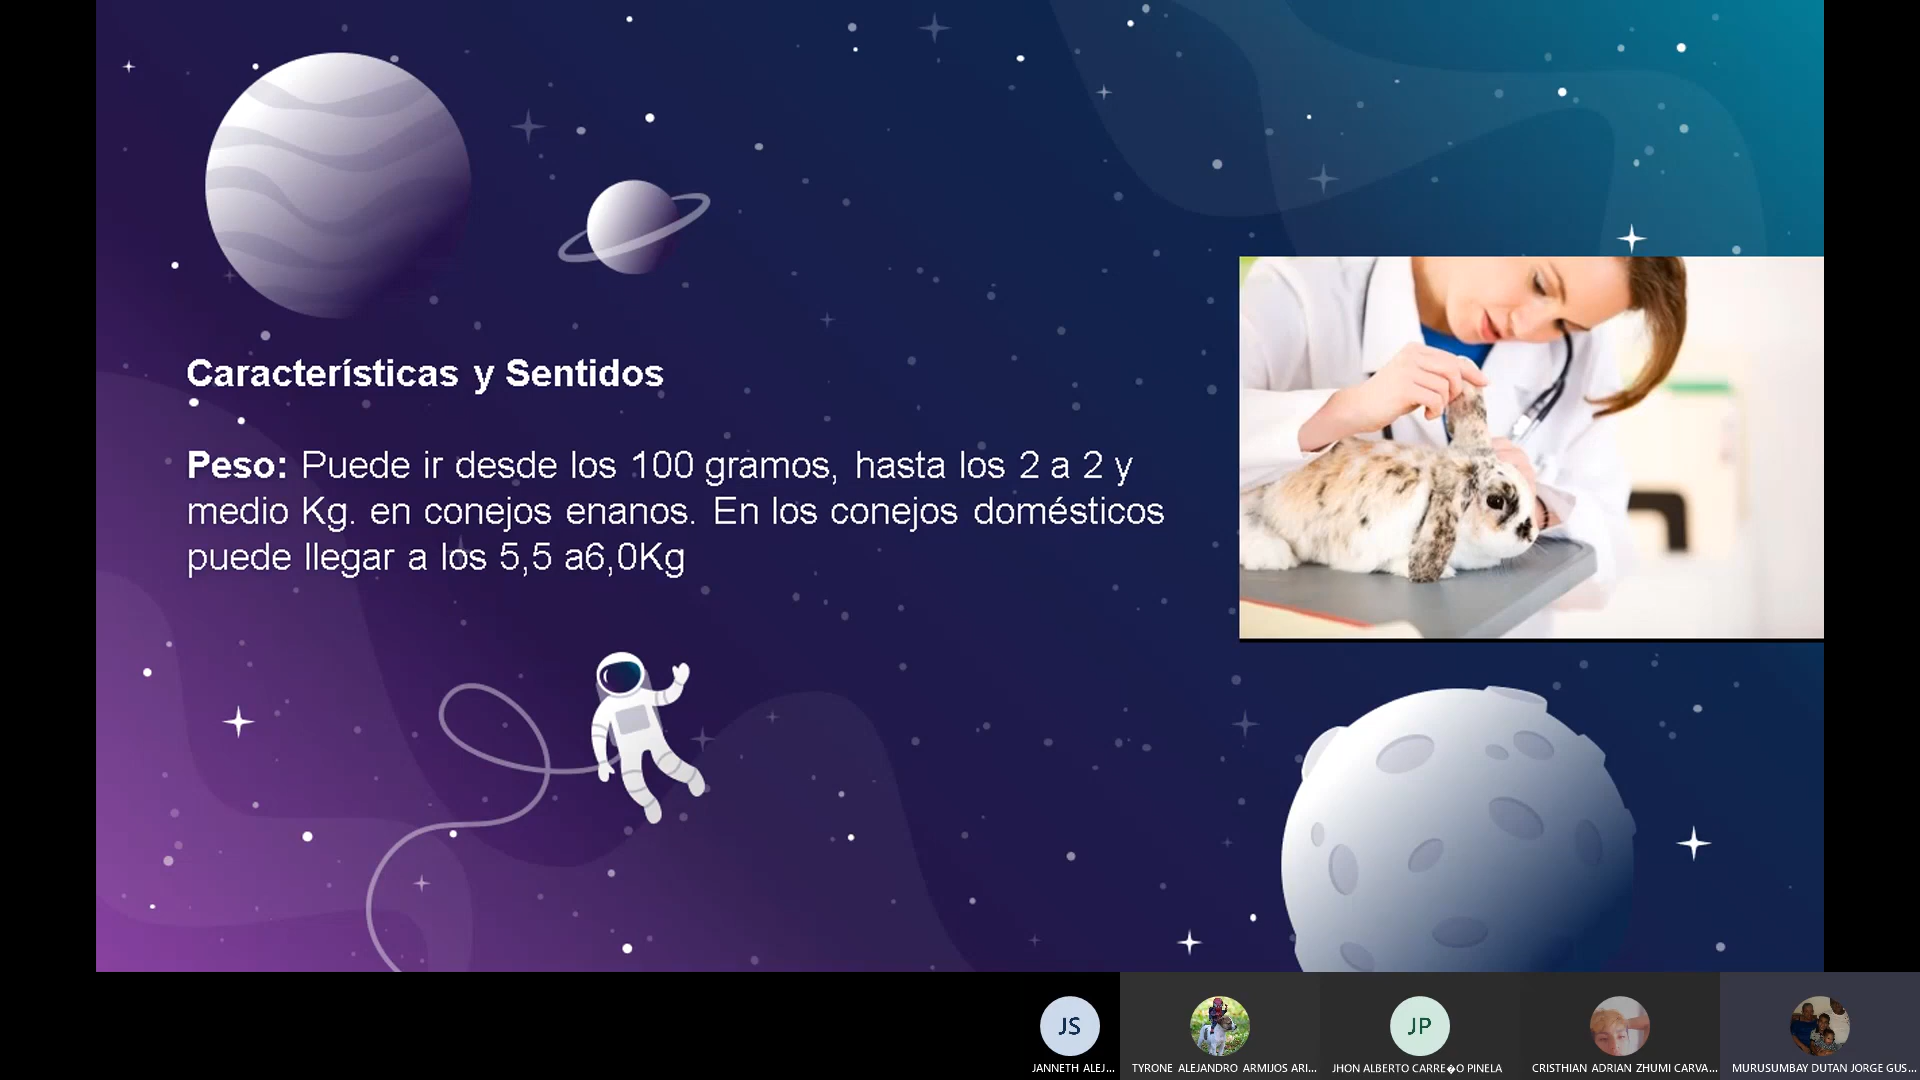 Características y Sentidos
Peso: Puede ir desde los 100 gramos, hasta los 2 a 2 y
medio Kg. en conejos enanos. En los conejos domésticos
puede llegar a los 5,5 a6,0Kg
JS
JP
JANNETH ALEJ...
TYRONE ALEJANDRO ARMIJOS ARI...
JHON ALBERTO CARRE�O PINELA
CRISTHIAN ADRIAN ZHUMI CARVA...
MURUSUMBAY DUTAN JORGE GUS...